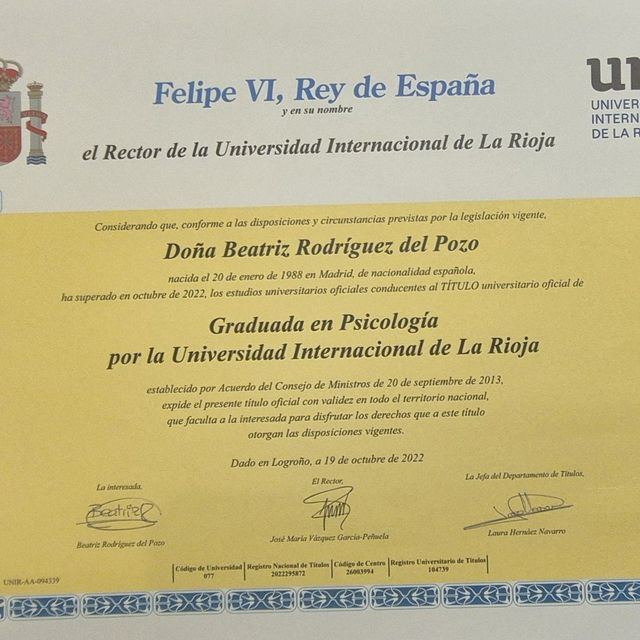 Felipe VI, Rey de España
y en su nombre
el Rector de la Universidad Internacional de La Rioja
UNIVER
INTERN
DE LA R
Considerando que, conforme a las disposiciones y circunstancias previstas por la legislación vigente,
Doña Beatriz Rodríguez del Pozo
nacida el 20 de enero de 1988 en Madrid, de nacionalidad española,
ha superado en octubre de 2022, los estudios universitarios oficiales conducentes al TÍTULO universitario oficial de
Graduada en Psicología
por la Universidad Internacional de La Rioja
establecido por Acuerdo del Consejo de Ministros de 20 de septiembre de 2013,
expide el presente título oficial con validez en todo el territorio nacional,
que faculta a la interesada para disfrutar los derechos que a este título
otorgan las disposiciones vigentes.
Dado en Logroño, a 19 de octubre de 2022
La interesada, El Rector, La Jefa del Departamento de Títulos,
Beatriz
Beatriz Rodríguez del Pozo José María Vázquez García-Peñuela Laura Hernáez Navarro
Código de Universidad Registro Nacional de Títulos Código de Centro Registro Universitario de Títulos
077 2022295872 26003994 104739
UNIR-AA-094339